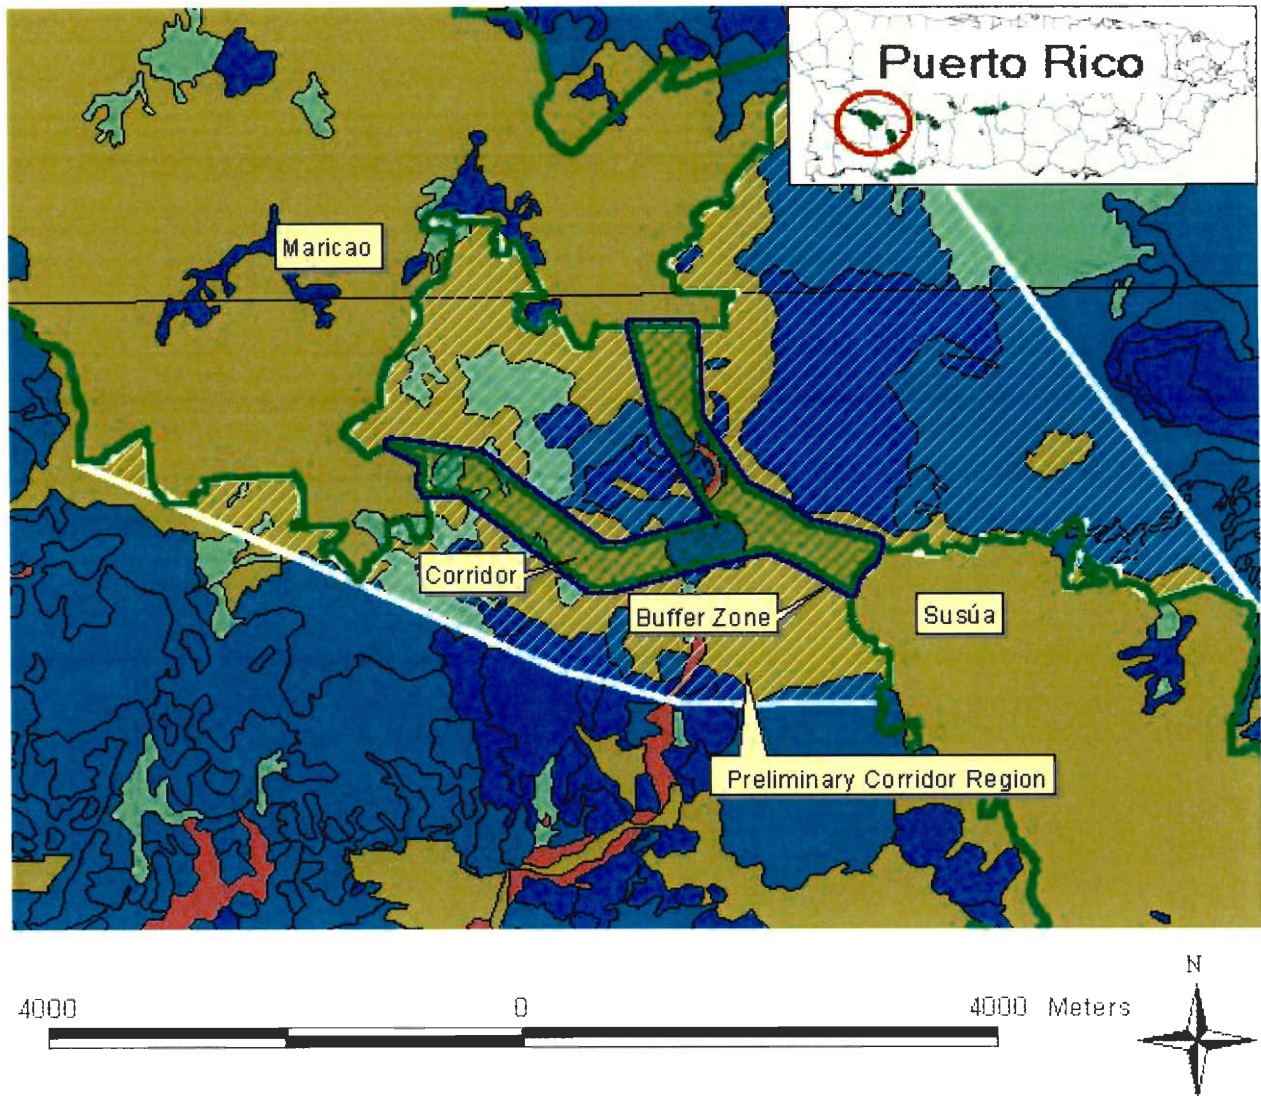 Puerto Rico
Maricao
Corridor
Buffer Zone
Susúa
Preliminary Corridor Region
N
4000 0 4000 Meters